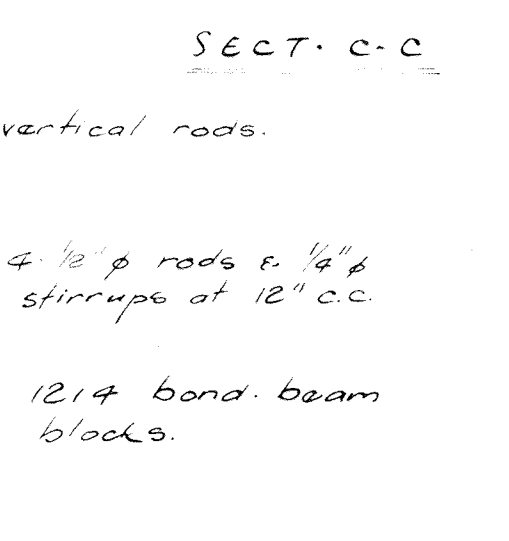 SECT. C-C
vertical rods.
4-1/2"ϕ rods & 1/4"ϕ
stirrups at 12" c.c.
1214 bond. beam
blocks.